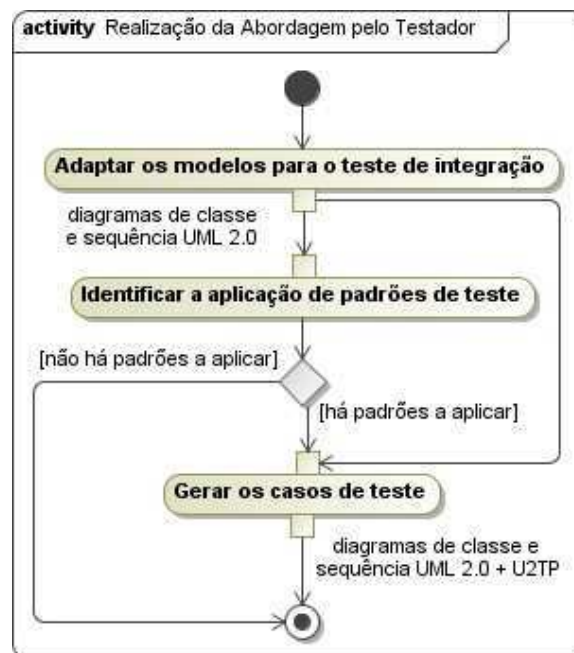 activity Realização da Abordagem pelo Testador
Adaptar os modelos para o teste de integração
diagramas de classe
e sequência UML 2.0
Identificar a aplicação de padrões de teste
[não há padrões a aplicar]
[há padrões a aplicar]
Gerar os casos de teste
diagramas de classe e
sequência UML 2.0 + U2TP